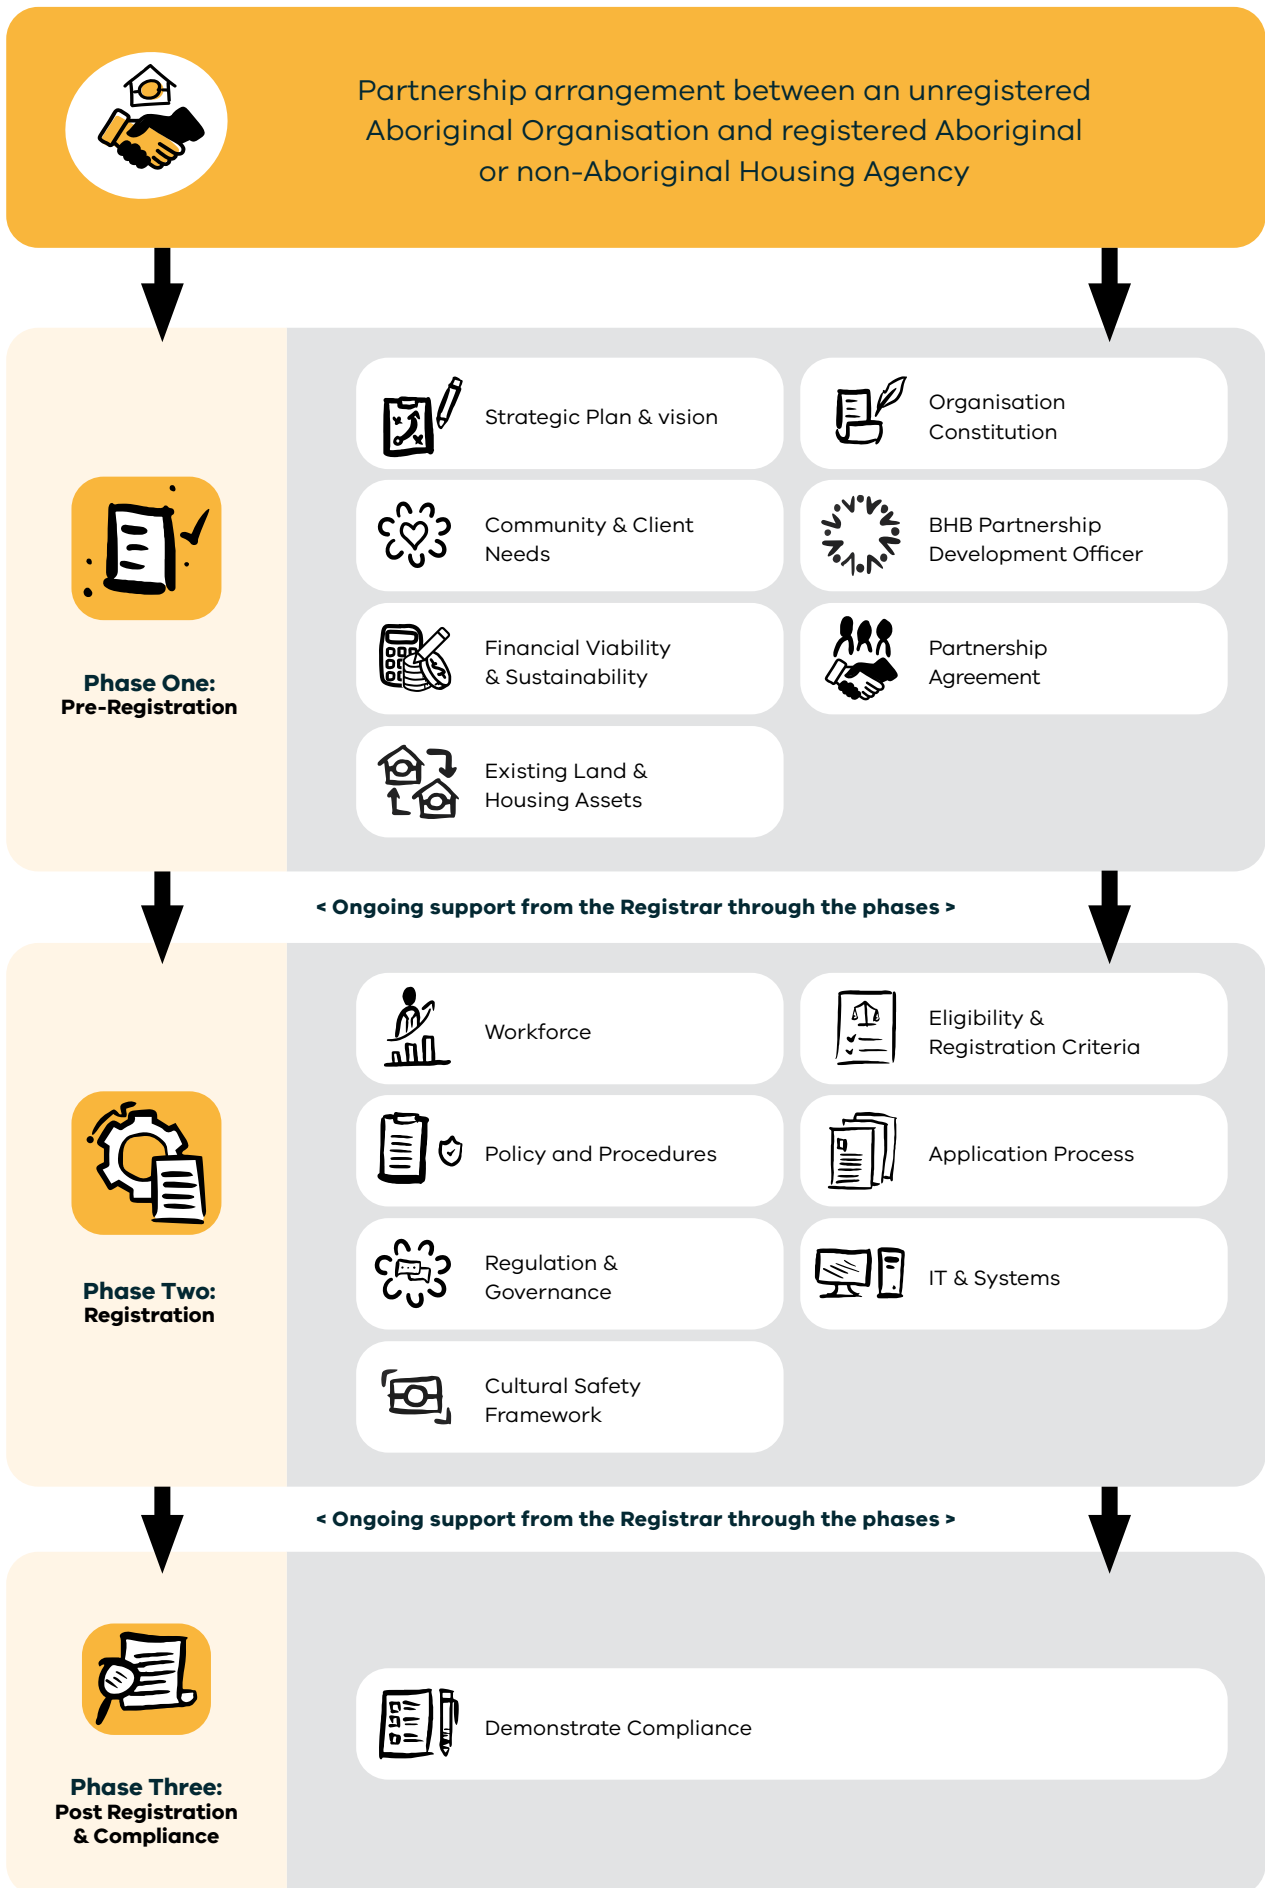 Partnership arrangement between an unregistered
Aboriginal Organisation and registered Aboriginal
or non-Aboriginal Housing Agency
Phase One:
Pre-Registration
Strategic Plan & vision
Organisation
Constitution
Community & Client
Needs
BHB Partnership
Development Officer
Financial Viability
& Sustainability
Partnership
Agreement
Existing Land &
Housing Assets
< Ongoing support from the Registrar through the phases >
Phase Two:
Registration
Workforce
Eligibility &
Registration Criteria
Policy and Procedures
Application Process
Regulation &
Governance
IT & Systems
Cultural Safety
Framework
< Ongoing support from the Registrar through the phases >
Phase Three:
Post Registration
& Compliance
Demonstrate Compliance